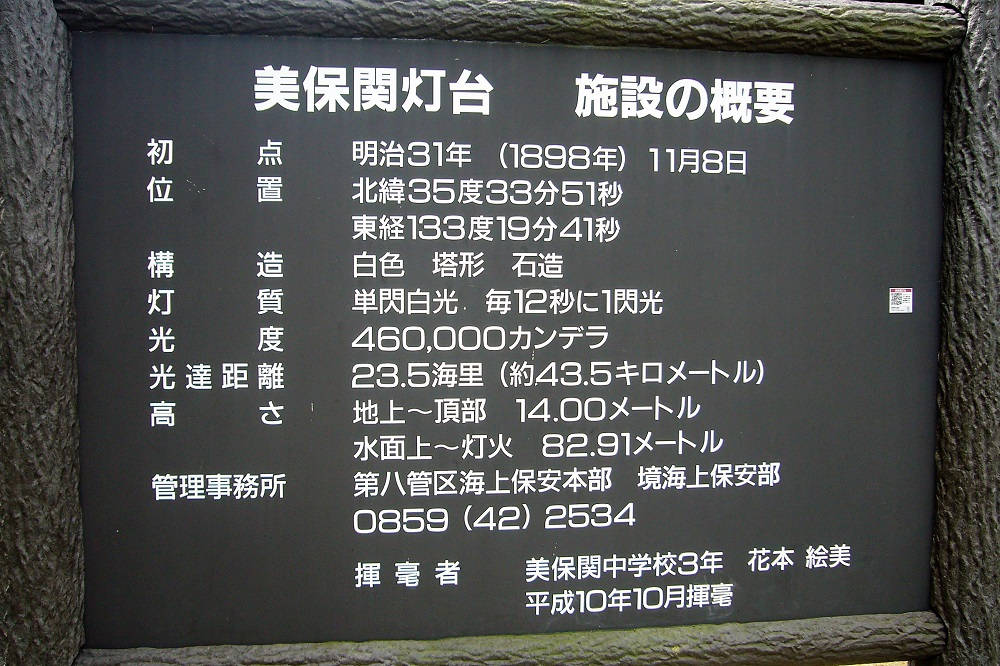 美保関灯台 施設の概要
初点 明治31年 (1898年) 11月8日
位置 北緯35度33分51秒
東経133度19分41秒
構造 白色 塔形 石造
灯質 単閃白光 毎12秒に1閃光
光度 460,000カンデラ
光達距離 23.5海里 (約43.5キロメートル)
高さ 地上～頂部 14.00メートル
水面上～灯火 82.91メートル
管理事務所 第八管区海上保安本部 境海上保安部
0859 (42) 2534
揮毫者 美保関中学校3年 花本 絵美
平成10年10月揮毫